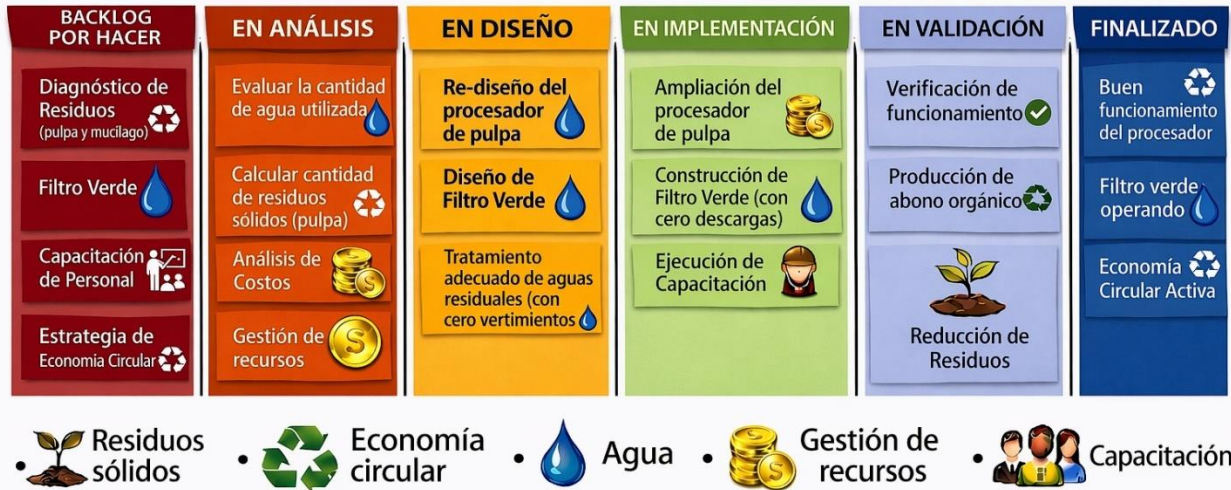 BACKLOG
POR HACER
Diagnóstico de
Residuos
(pulpa y mucílago)
Filtro Verde
Capacitación
de Personal
Estrategia de
Economía Circular
EN ANÁLISIS
Evaluar la cantidad
de agua utilizada
Calcular cantidad
de residuos
sólidos (pulpa)
Análisis de
Costos
Gestión de
recursos
EN DISEÑO
Re-diseño del
procesador
de pulpa
Diseño de
Filtro Verde
Tratamiento
adecuado de aguas
residuales (con
cero vertimientos
EN IMPLEMENTACIÓN
Ampliación del
procesador
de pulpa
Construcción de
Filtro Verde (con
cero descargas)
Ejecución de
Capacitación
EN VALIDACIÓN
Verificación de
funcionamiento
Producción de
abono orgánico
Reducción de
Residuos
FINALIZADO
Buen
funcionamiento
del procesador
Filtro verde
operando
Economía
Circular Activa
Residuos
sólidos
Economía
circular
Agua
Gestión de
recursos
Capacitación